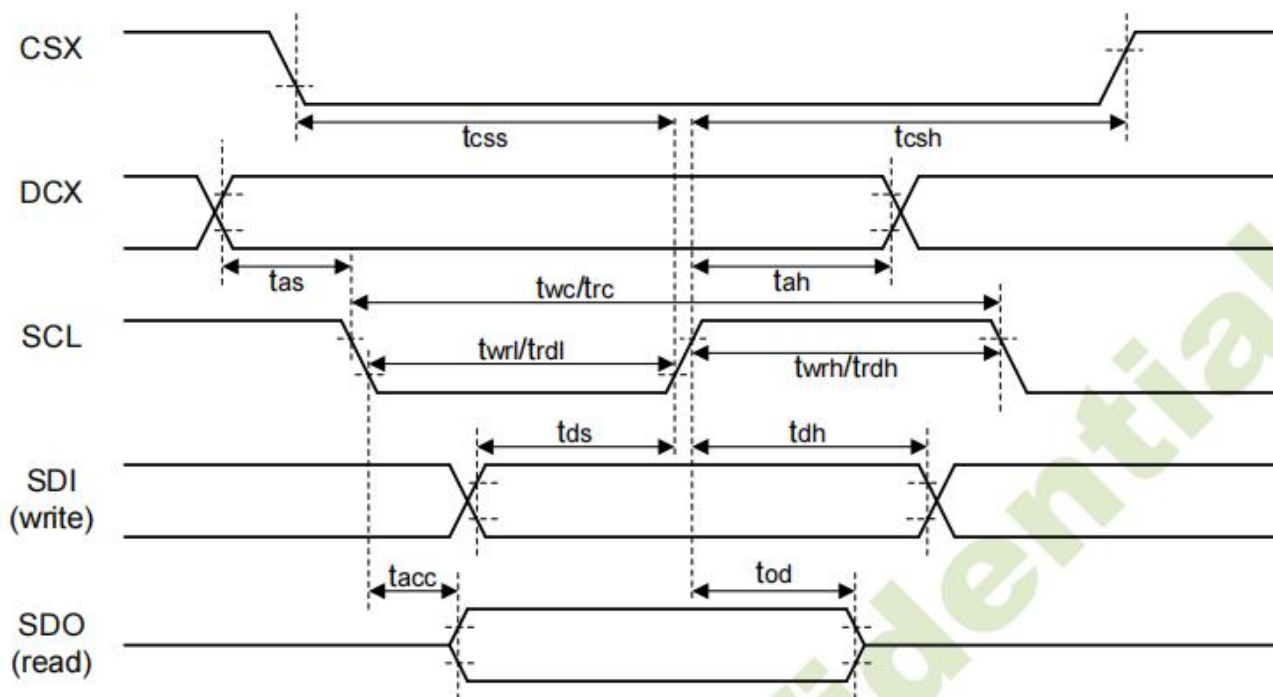 CSX
tcss
tcsh
DCX
tas
tah
twc/trc
SCL
twrl/trdl
twrh/trdh
tds
tdh
SDI
(write)
tacc
tod
SDO
(read)
idential